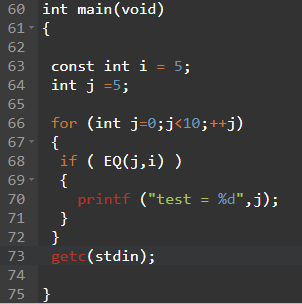 60 int main(void)
61 {
62
63 const int i = 5;
64 int j =5;
65
66 for (int j=0;j<10;++j)
67 {
68 if ( EQ(j,i) )
69 {
70 printf ("test = %d",j);
71 }
72 }
73 getc(stdin);
74
75 }